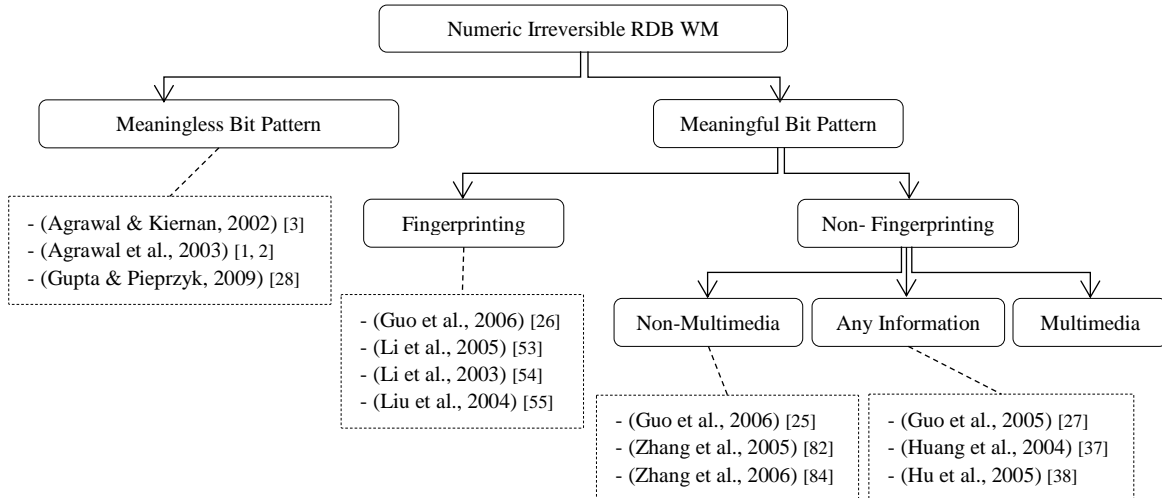 Numeric Irreversible RDB WM
Meaningless Bit Pattern
Meaningful Bit Pattern
- (Agrawal & Kiernan, 2002) [3]
- (Agrawal et al., 2003) [1, 2]
- (Gupta & Pieprzyk, 2009) [28]
Fingerprinting
Non- Fingerprinting
- (Guo et al., 2006) [26]
- (Li et al., 2005) [53]
- (Li et al., 2003) [54]
- (Liu et al., 2004) [55]
Non-Multimedia
Any Information
Multimedia
- (Guo et al., 2006) [25]
- (Zhang et al., 2005) [82]
- (Zhang et al., 2006) [84]
- (Guo et al., 2005) [27]
- (Huang et al., 2004) [37]
- (Hu et al., 2005) [38]